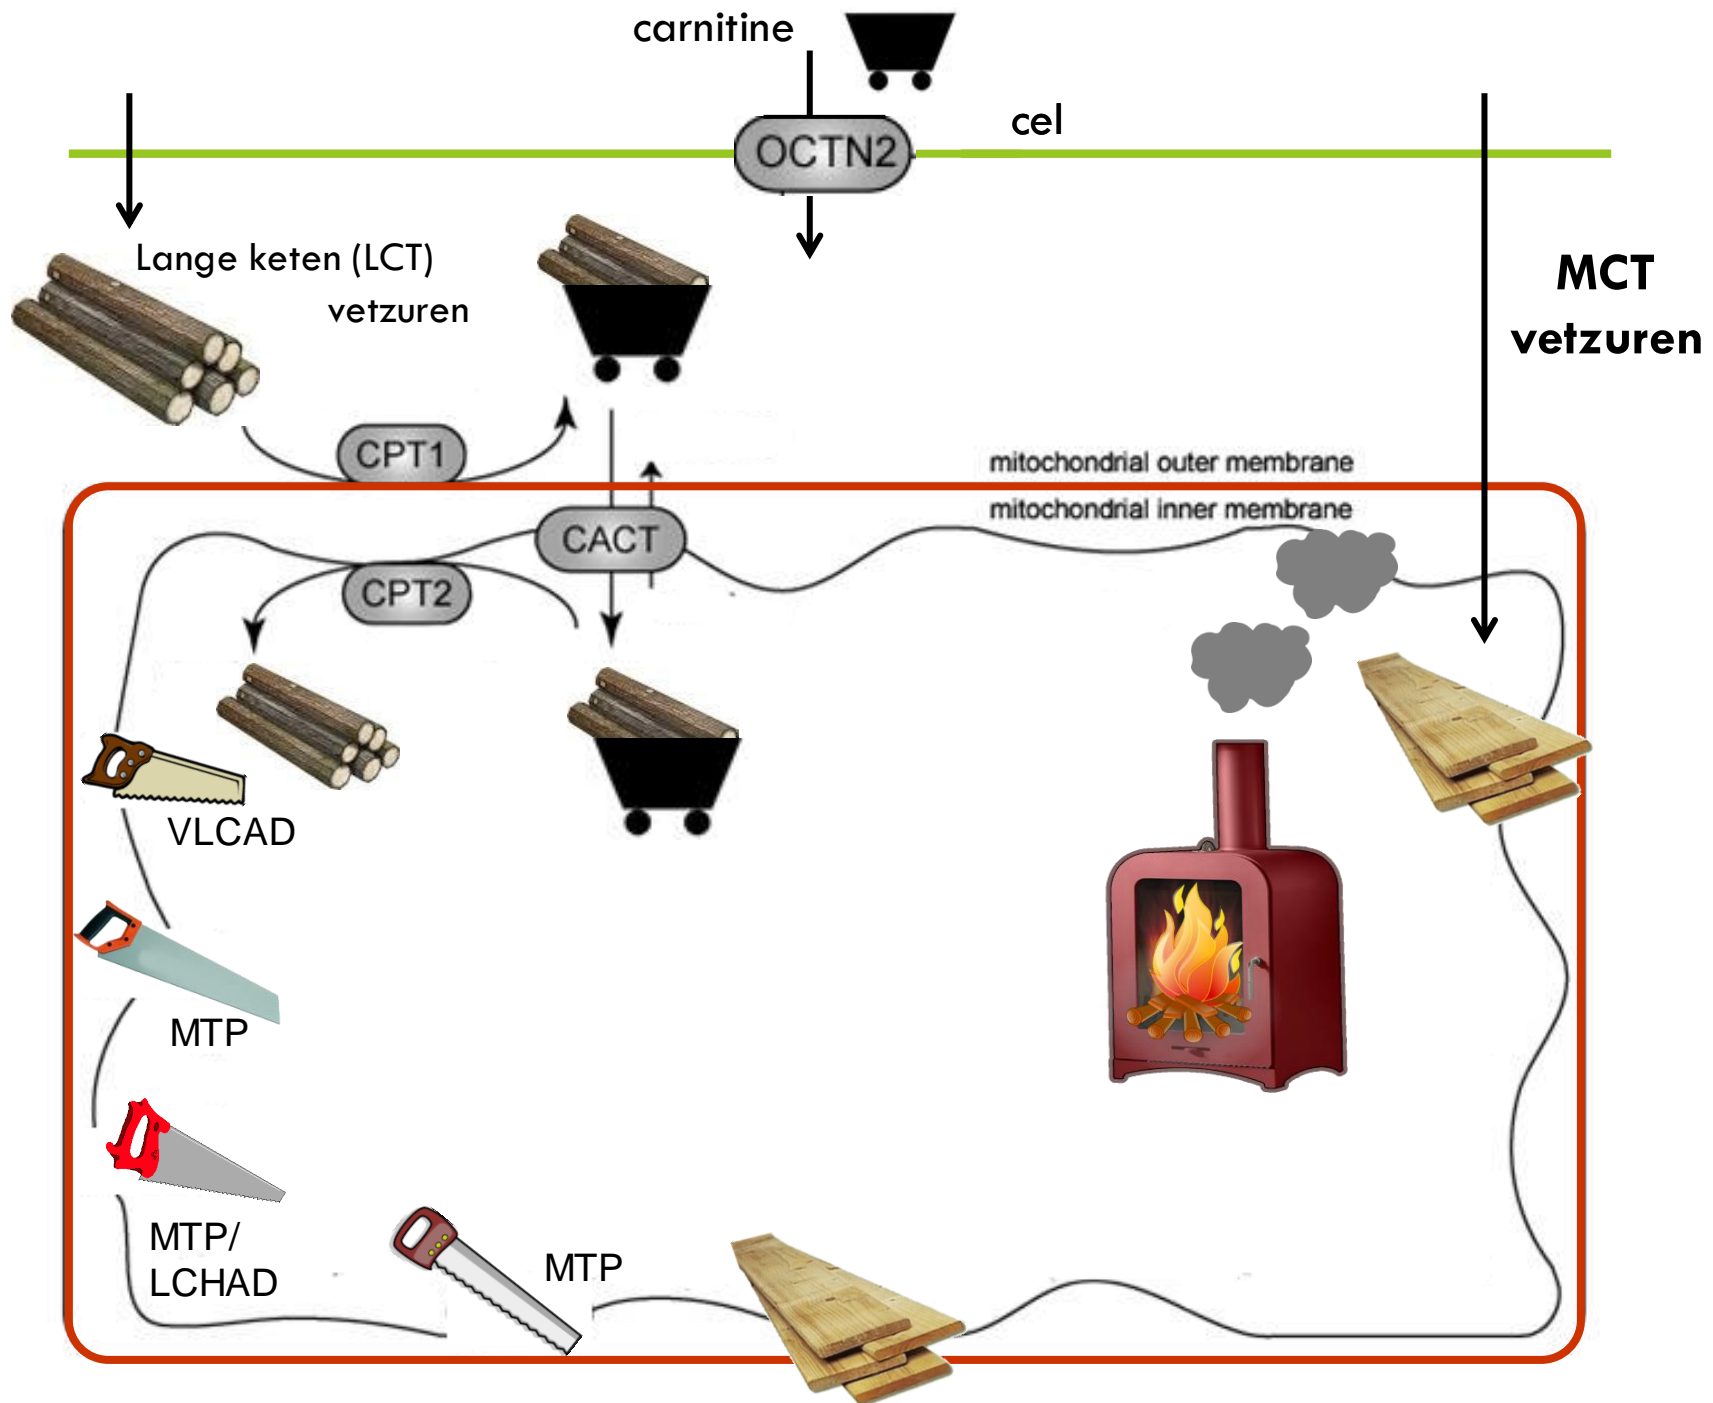 carnitine
cel
OCTN2
Lange keten (LCT)
vetzuren
MCT
vetzuren
CPT1
mitochondrial outer membrane
mitochondrial inner membrane
CACT
CPT2
VLCAD
MTP
MTP/
LCHAD
MTP